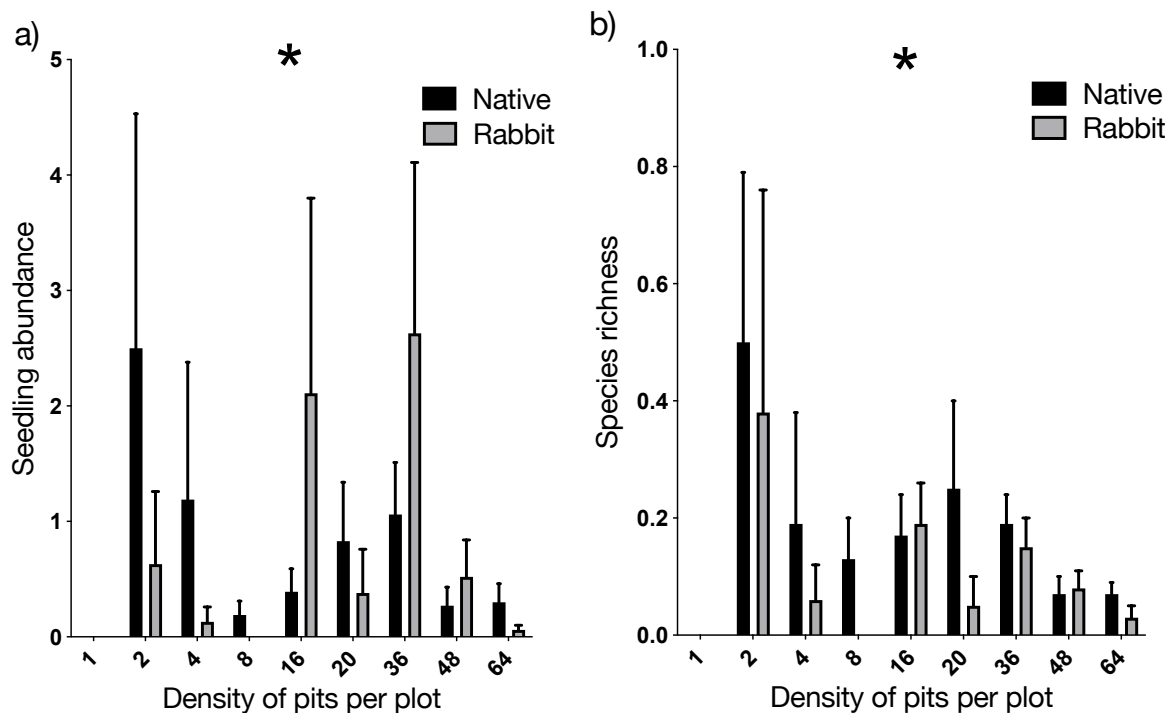 a)
*
5
4
3
2
1
0
Seedling abundance
Native
Rabbit
1 2 4 8 16 20 36 48 64
Density of pits per plot
b)
*
1.0
0.8
0.6
0.4
0.2
0.0
Species richness
Native
Rabbit
1 2 4 8 16 20 36 48 64
Density of pits per plot